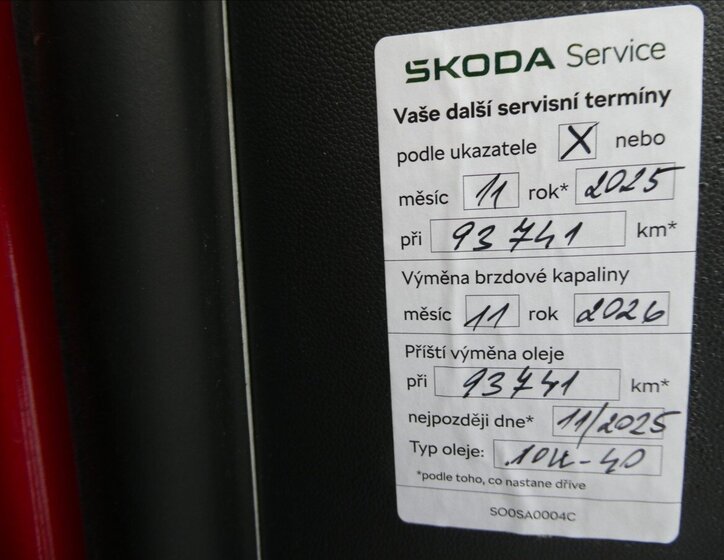 ŠKODA Service
Vaše další servisní termíny
podle ukazatele X nebo
měsíc 11 rok* 2025
při 93741 km*
Výměna brzdové kapaliny
měsíc 11 rok 2026
Příští výměna oleje
při 93741 km*
nejpozději dne* 11/2025
Typ oleje: 10W-40
*podle toho, co nastane dříve
SO0SA0004C